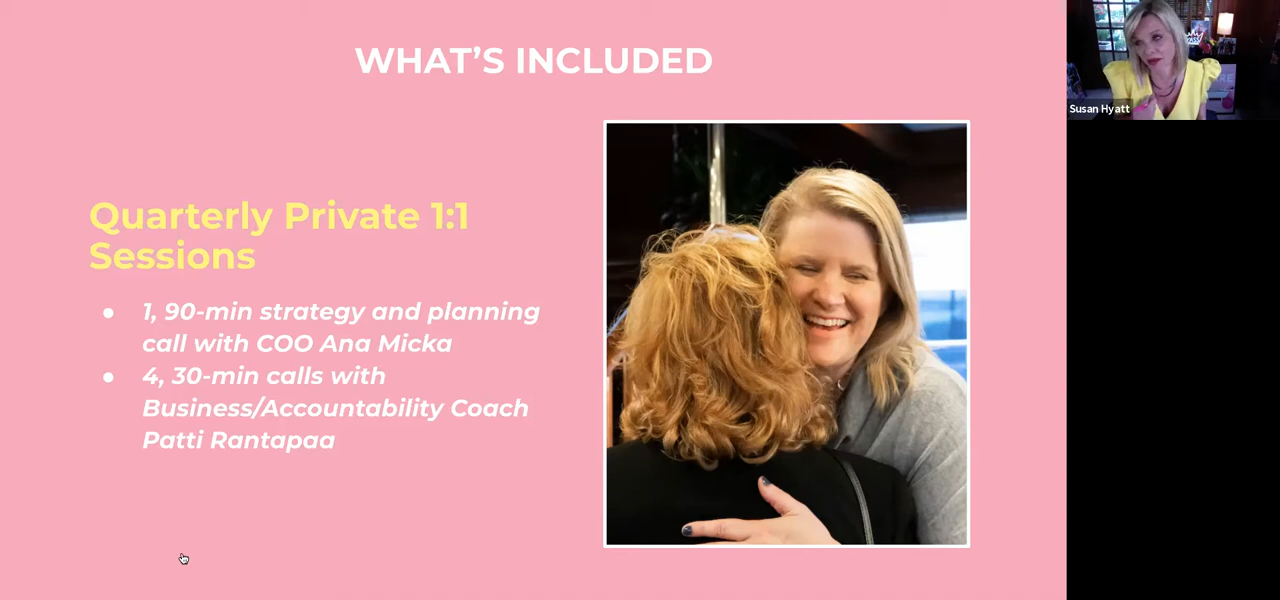 WHAT'S INCLUDED
Quarterly Private 1:1
Sessions
● 1, 90-min strategy and planning
call with COO Ana Micka
● 4, 30-min calls with
Business/Accountability Coach
Patti Rantapaa
Susan Hyatt